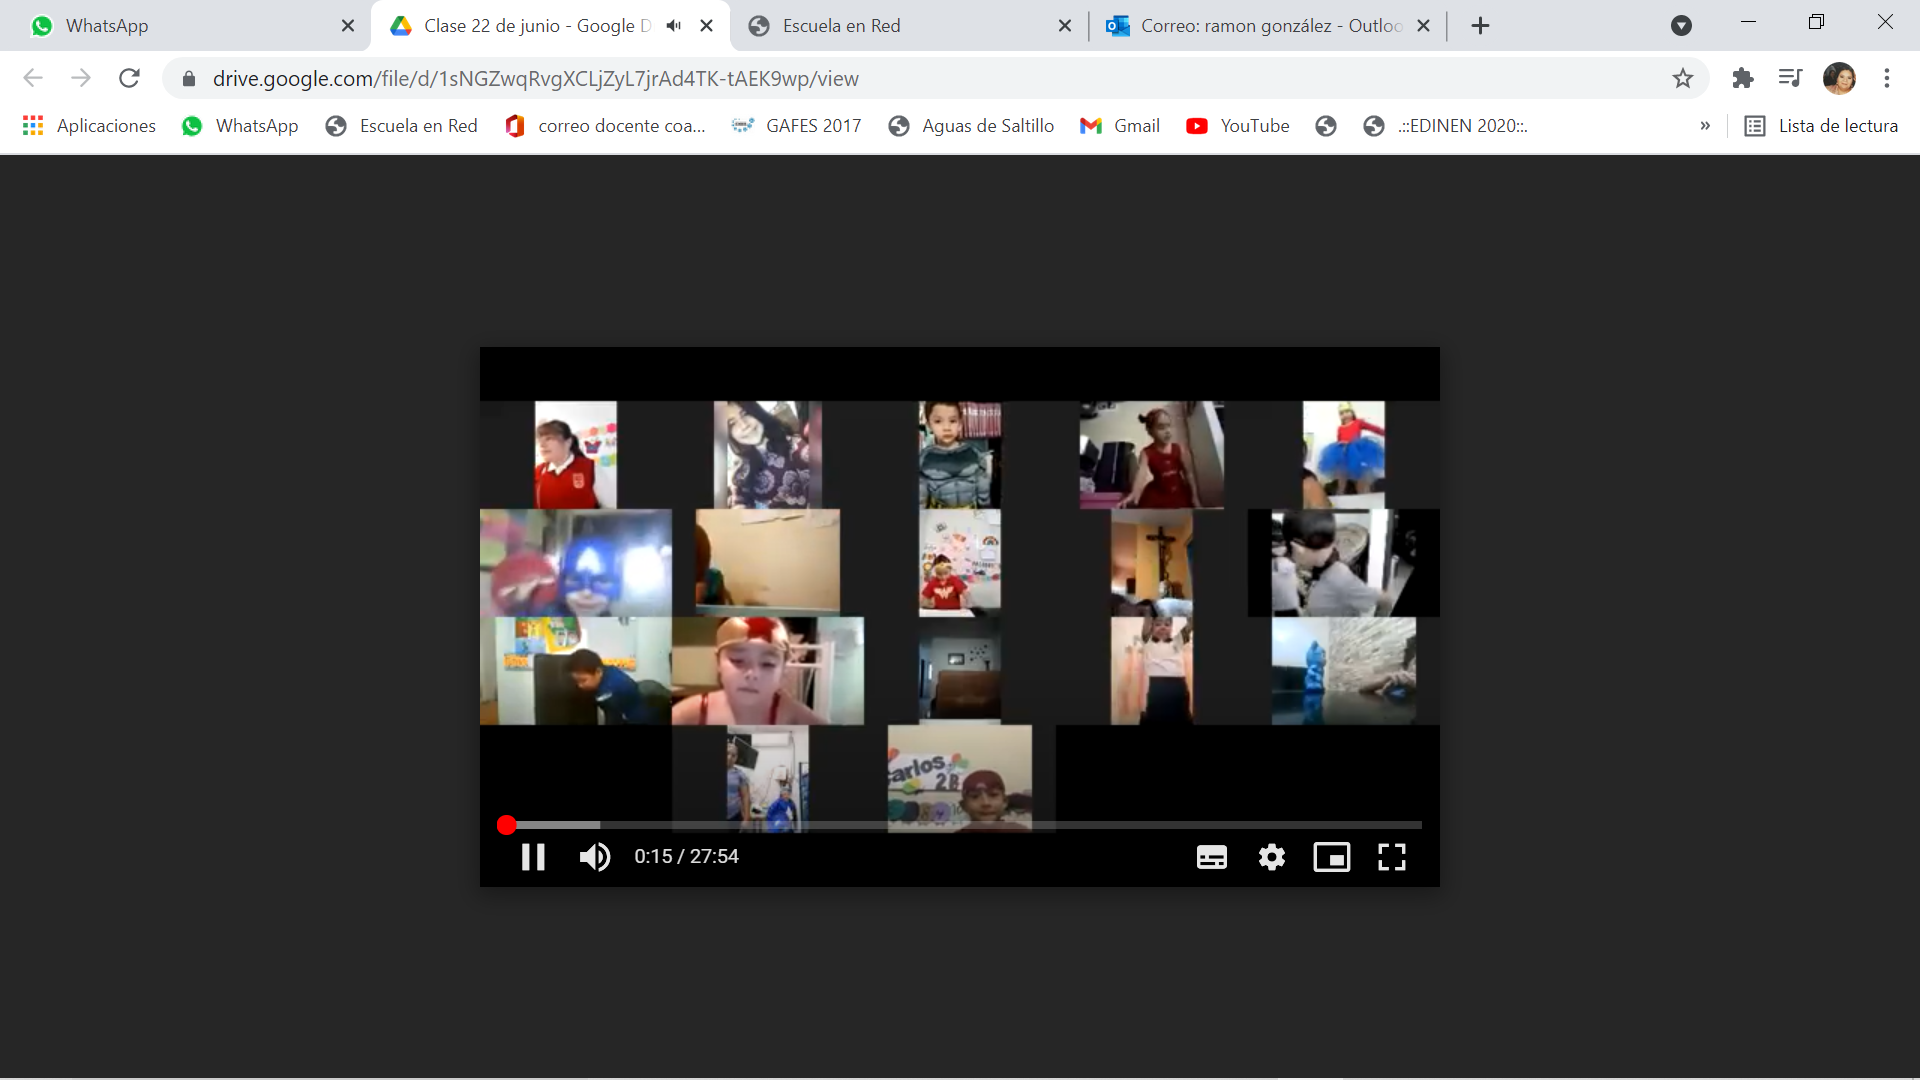 WhatsApp
Clase 22 de junio - Google D
Escuela en Red
Correo: ramon gonzález - Outloo
drive.google.com/file/d/1sNGZwqRvgXCLjZyL7jrAd4TK-tAEK9wp/view
Aplicaciones
WhatsApp
Escuela en Red
correo docente coa...
GAFES 2017
Aguas de Saltillo
Gmail
YouTube
.::EDINEN 2020::.
»
Lista de lectura
arlos
2B
0:15 / 27:54